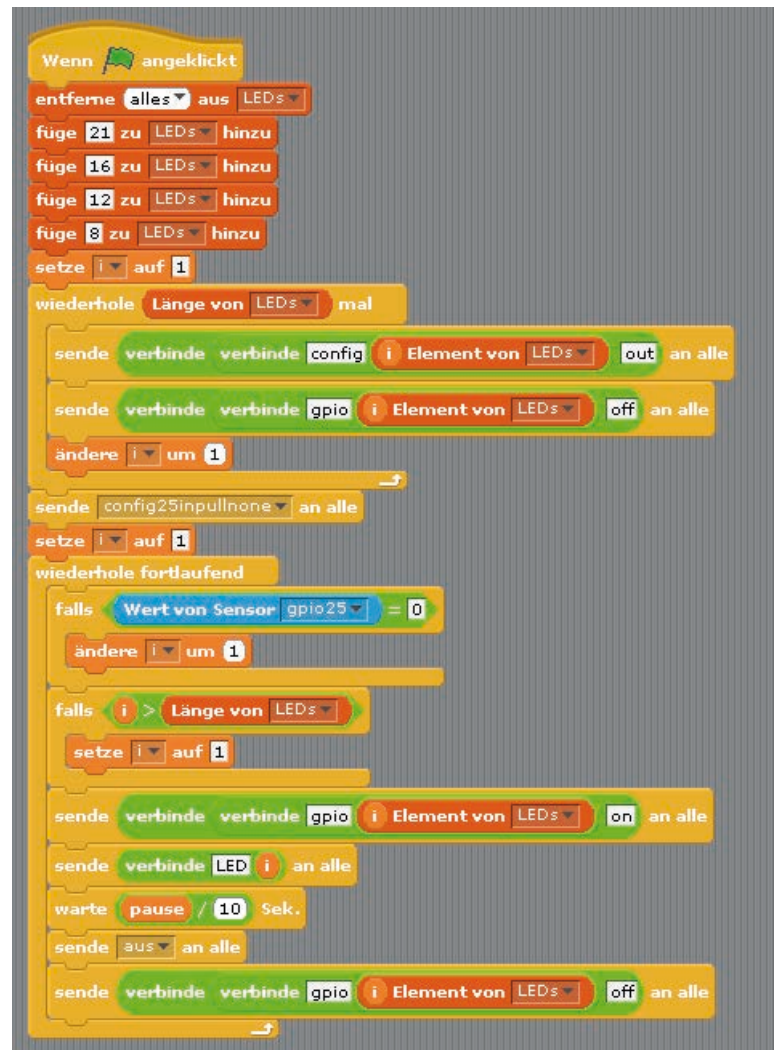 Wenn angeklickt
entferne alles aus LEDs
füge 21 zu LEDs hinzu
füge 16 zu LEDs hinzu
füge 12 zu LEDs hinzu
füge 8 zu LEDs hinzu
setze i auf 1
wiederhole Länge von LEDs mal
sende verbinde verbinde config i Element von LEDs out an alle
sende verbinde verbinde gpio i Element von LEDs off an alle
ändere i um 1
sende config25inpullnone an alle
setze i auf 1
wiederhole fortlaufend
falls Wert von Sensor gpio25 = 0
ändere i um 1
falls i > Länge von LEDs
setze i auf 1
sende verbinde verbinde gpio i Element von LEDs on an alle
sende verbinde LED i an alle
warte pause / 10 Sek.
sende aus an alle
sende verbinde verbinde gpio i Element von LEDs off an alle